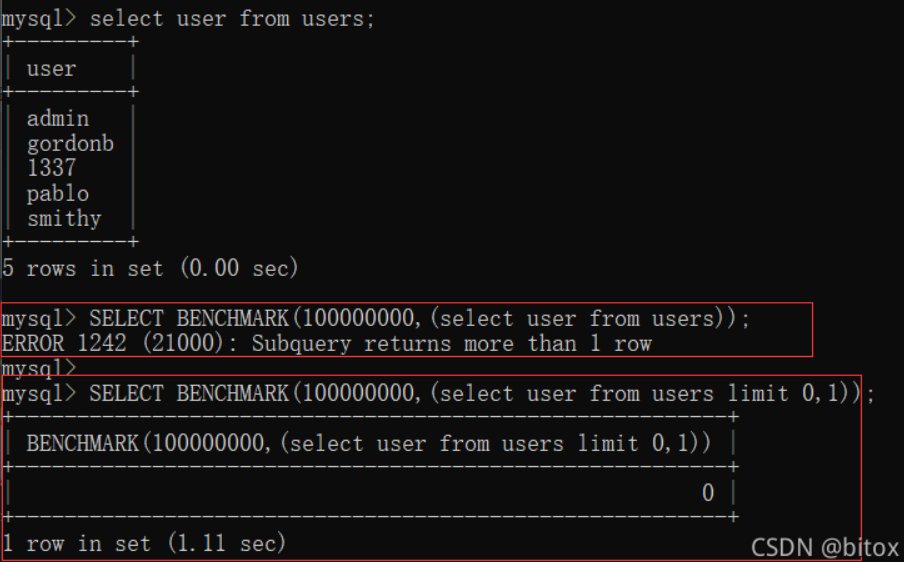 mysql> select user from users;
+---------+
| user    |
+---------+
| admin   |
| gordonb |
| 1337    |
| pablo   |
| smithy  |
+---------+
5 rows in set (0.00 sec)
mysql> SELECT BENCHMARK(100000000,(select user from users));
ERROR 1242 (21000): Subquery returns more than 1 row
mysql>
mysql> SELECT BENCHMARK(100000000,(select user from users limit 0,1));
+---------------------------------------------------------+
| BENCHMARK(100000000,(select user from users limit 0,1)) |
+---------------------------------------------------------+
|                                                       0 |
+---------------------------------------------------------+
1 row in set (1.11 sec)
CSDN @bitox